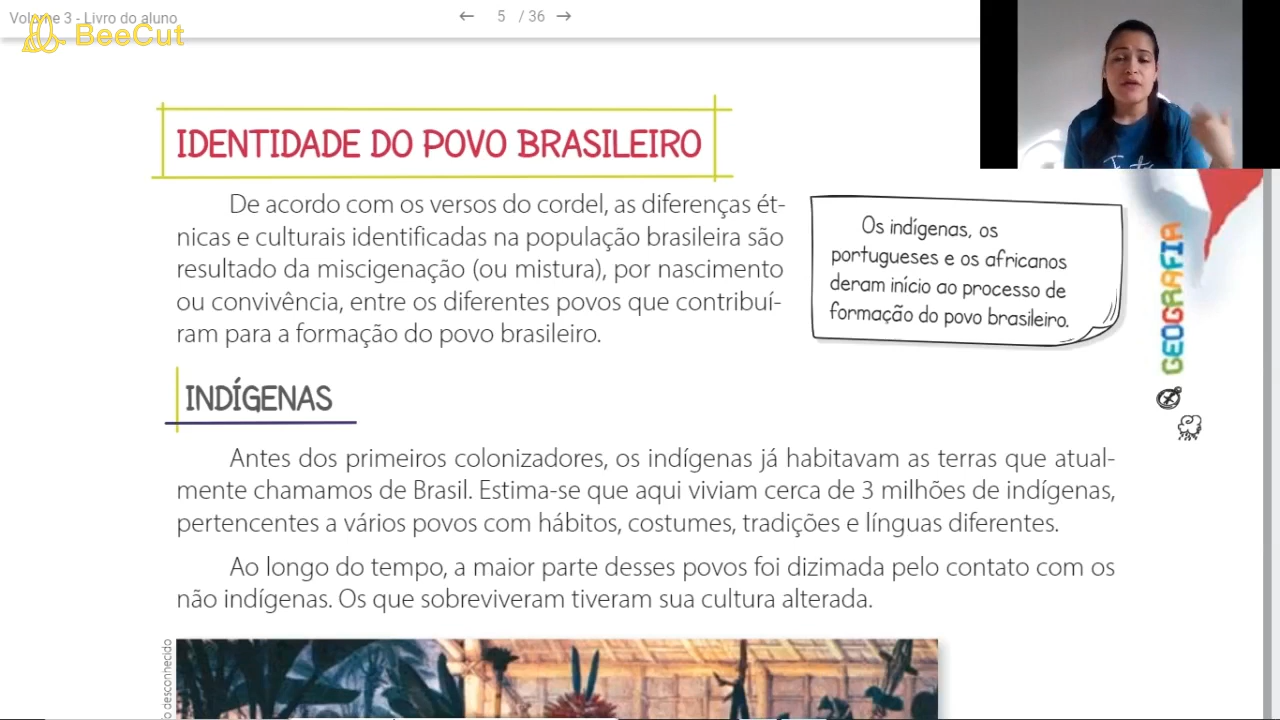 Volume 3 - Livro do aluno
5 / 36
BeeCut
IDENTIDADE DO POVO BRASILEIRO
De acordo com os versos do cordel, as diferenças ét-
nicas e culturais identificadas na população brasileira são
resultado da miscigenação (ou mistura), por nascimento
ou convivência, entre os diferentes povos que contribuí-
ram para a formação do povo brasileiro.
Os indígenas, os
portugueses e os africanos
deram início ao processo de
formação do povo brasileiro.
GEOGRAFIA
INDÍGENAS
Antes dos primeiros colonizadores, os indígenas já habitavam as terras que atual-
mente chamamos de Brasil. Estima-se que aqui viviam cerca de 3 milhões de indígenas,
pertencentes a vários povos com hábitos, costumes, tradições e línguas diferentes.
Ao longo do tempo, a maior parte desses povos foi dizimada pelo contato com os
não indígenas. Os que sobreviveram tiveram sua cultura alterada.
desconhecido